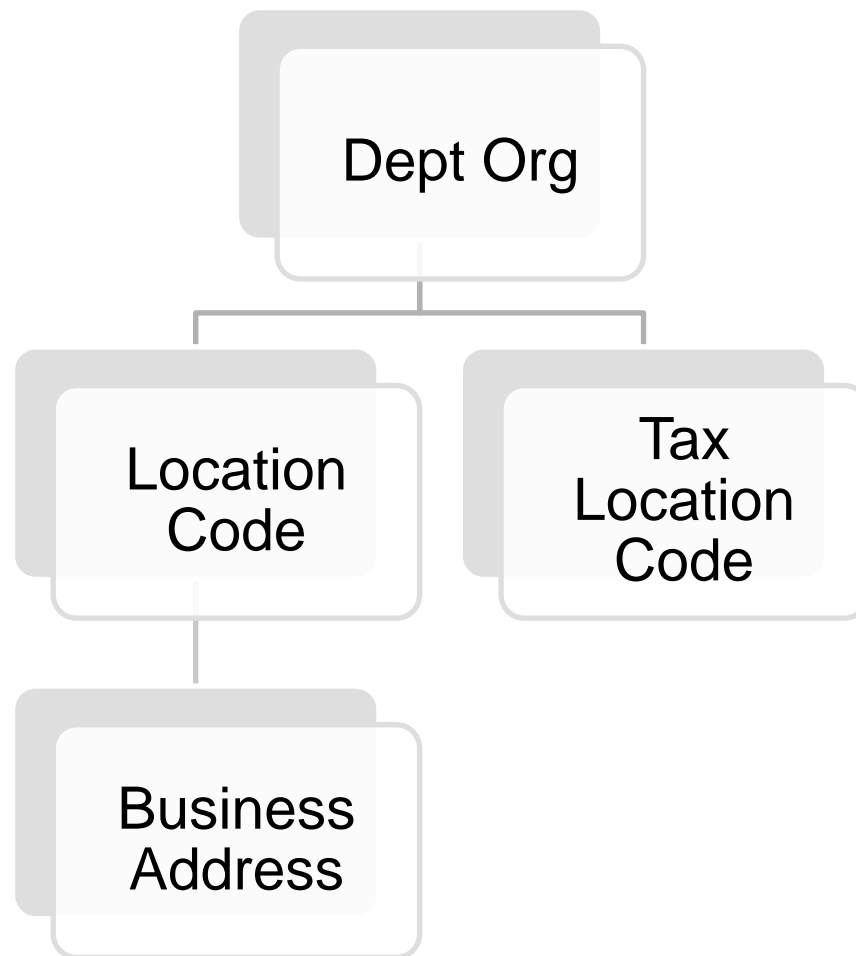 Dept Org
Location
Code
Tax
Location
Code
Business
Address